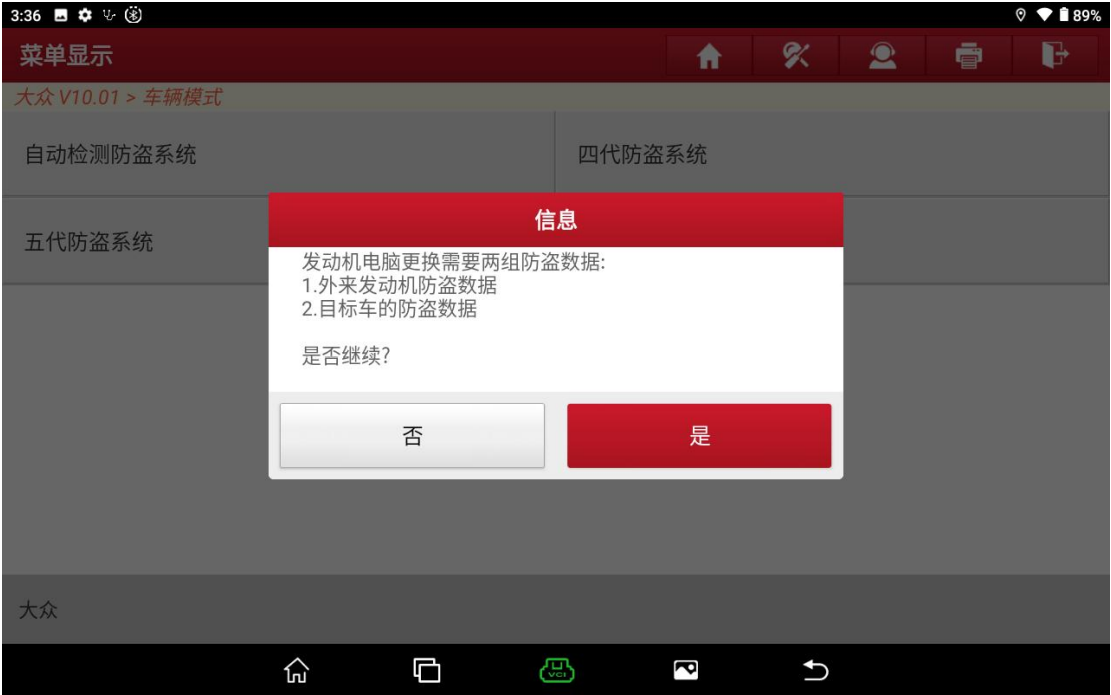 3:36
89%
菜单显示
大众 V10.01 > 车辆模式
自动检测防盗系统
四代防盗系统
五代防盗系统
信息
发动机电脑更换需要两组防盗数据:
1.外来发动机防盗数据
2.目标车的防盗数据
是否继续?
否
是
大众
VCI